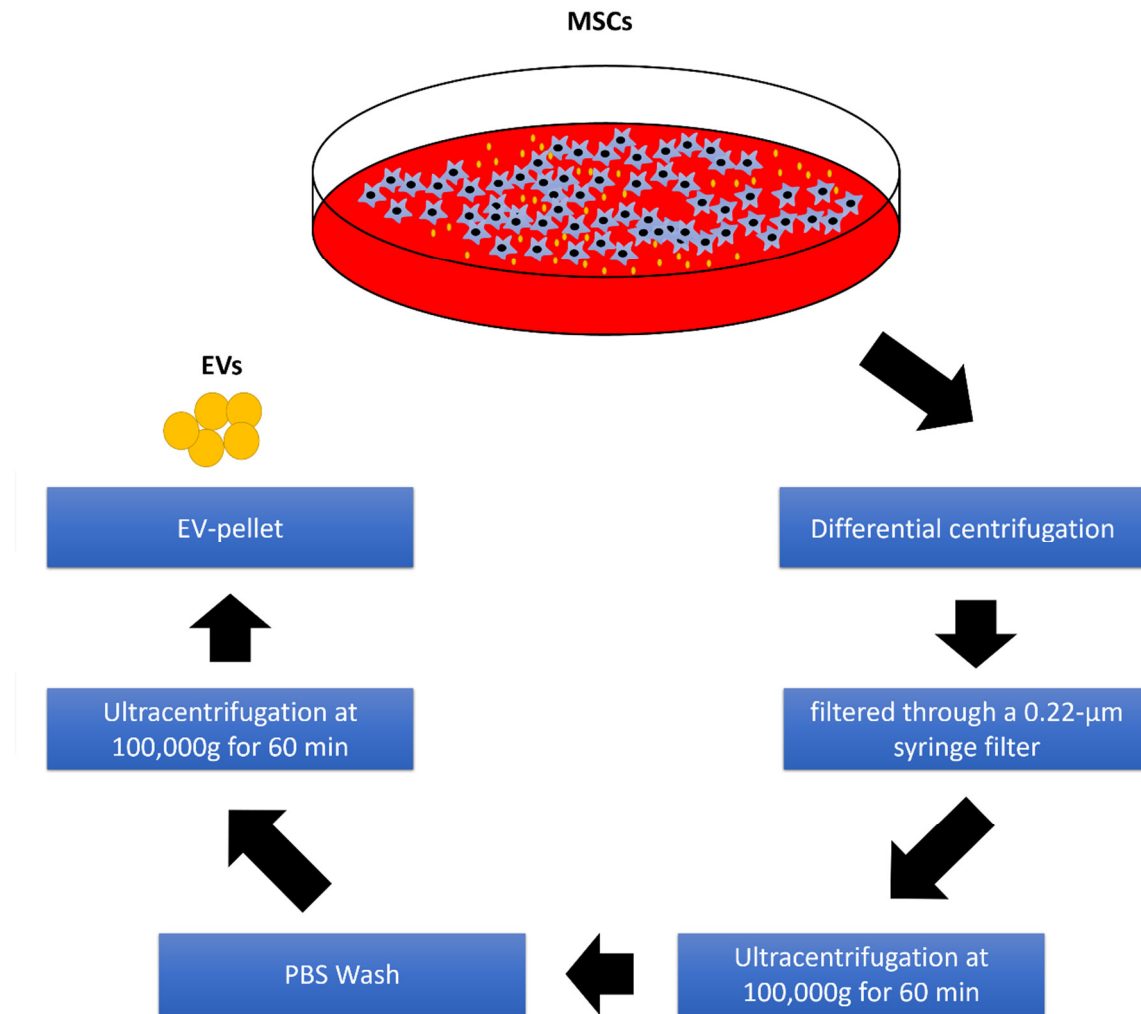 MSCs
Differential centrifugation
filtered through a 0.22-μm
syringe filter
Ultracentrifugation at
100,000g for 60 min
PBS Wash
Ultracentrifugation at
100,000g for 60 min
EV-pellet
EVs